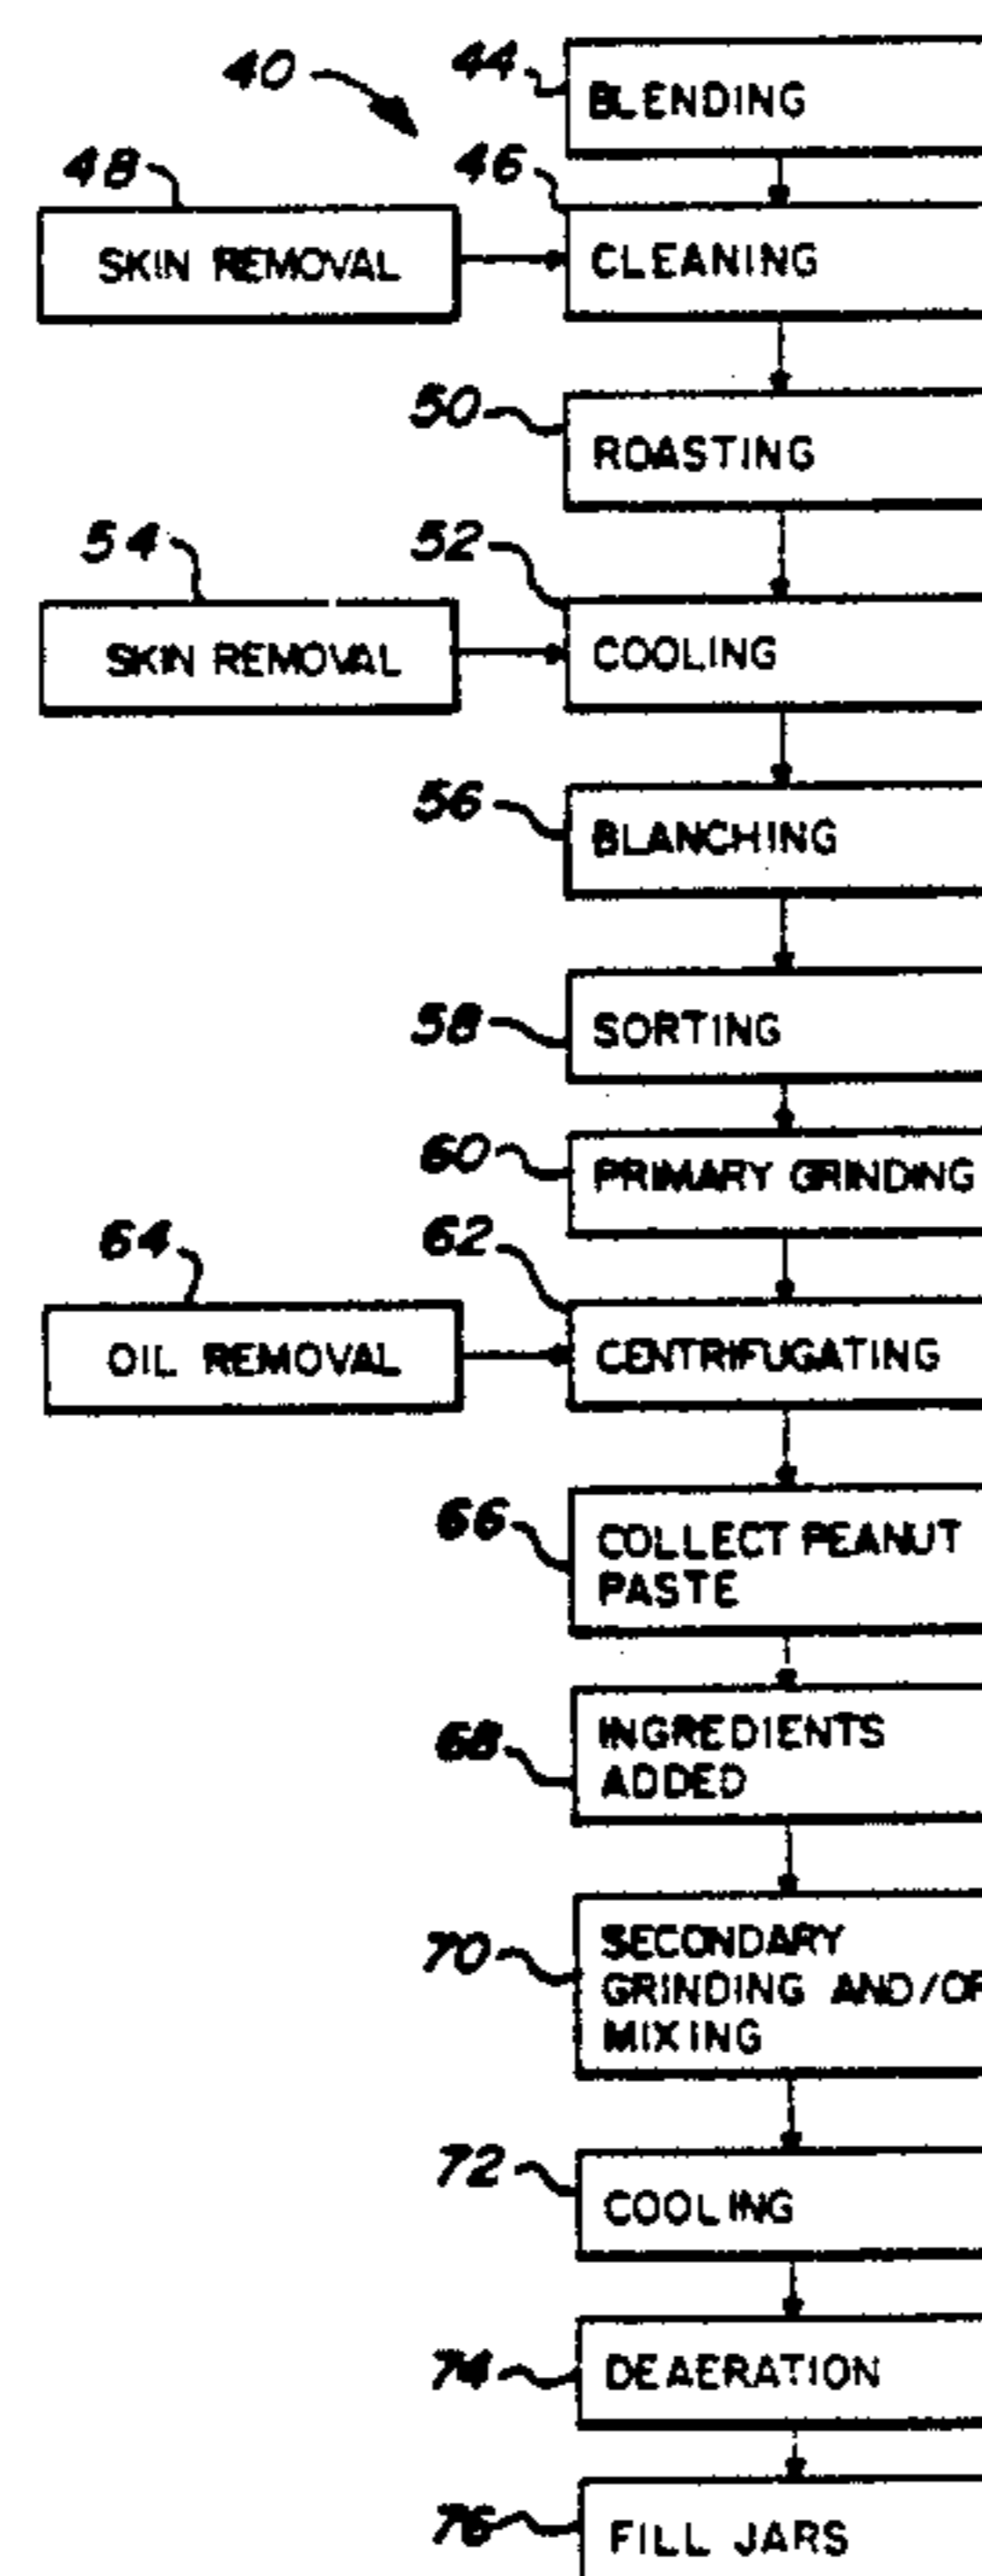 40
44
BLENDING
48
46
SKIN REMOVAL
CLEANING
50
ROASTING
54
52
SKIN REMOVAL
COOLING
56
BLANCHING
58
SORTING
60
PRIMARY GRINDING
64
62
OIL REMOVAL
CENTRIFUGATING
66
COLLECT PEANUT
PASTE
68
INGREDIENTS
ADDED
70
SECONDARY
GRINDING AND/OR
MIXING
72
COOLING
74
DEAERATION
76
FILL JARS